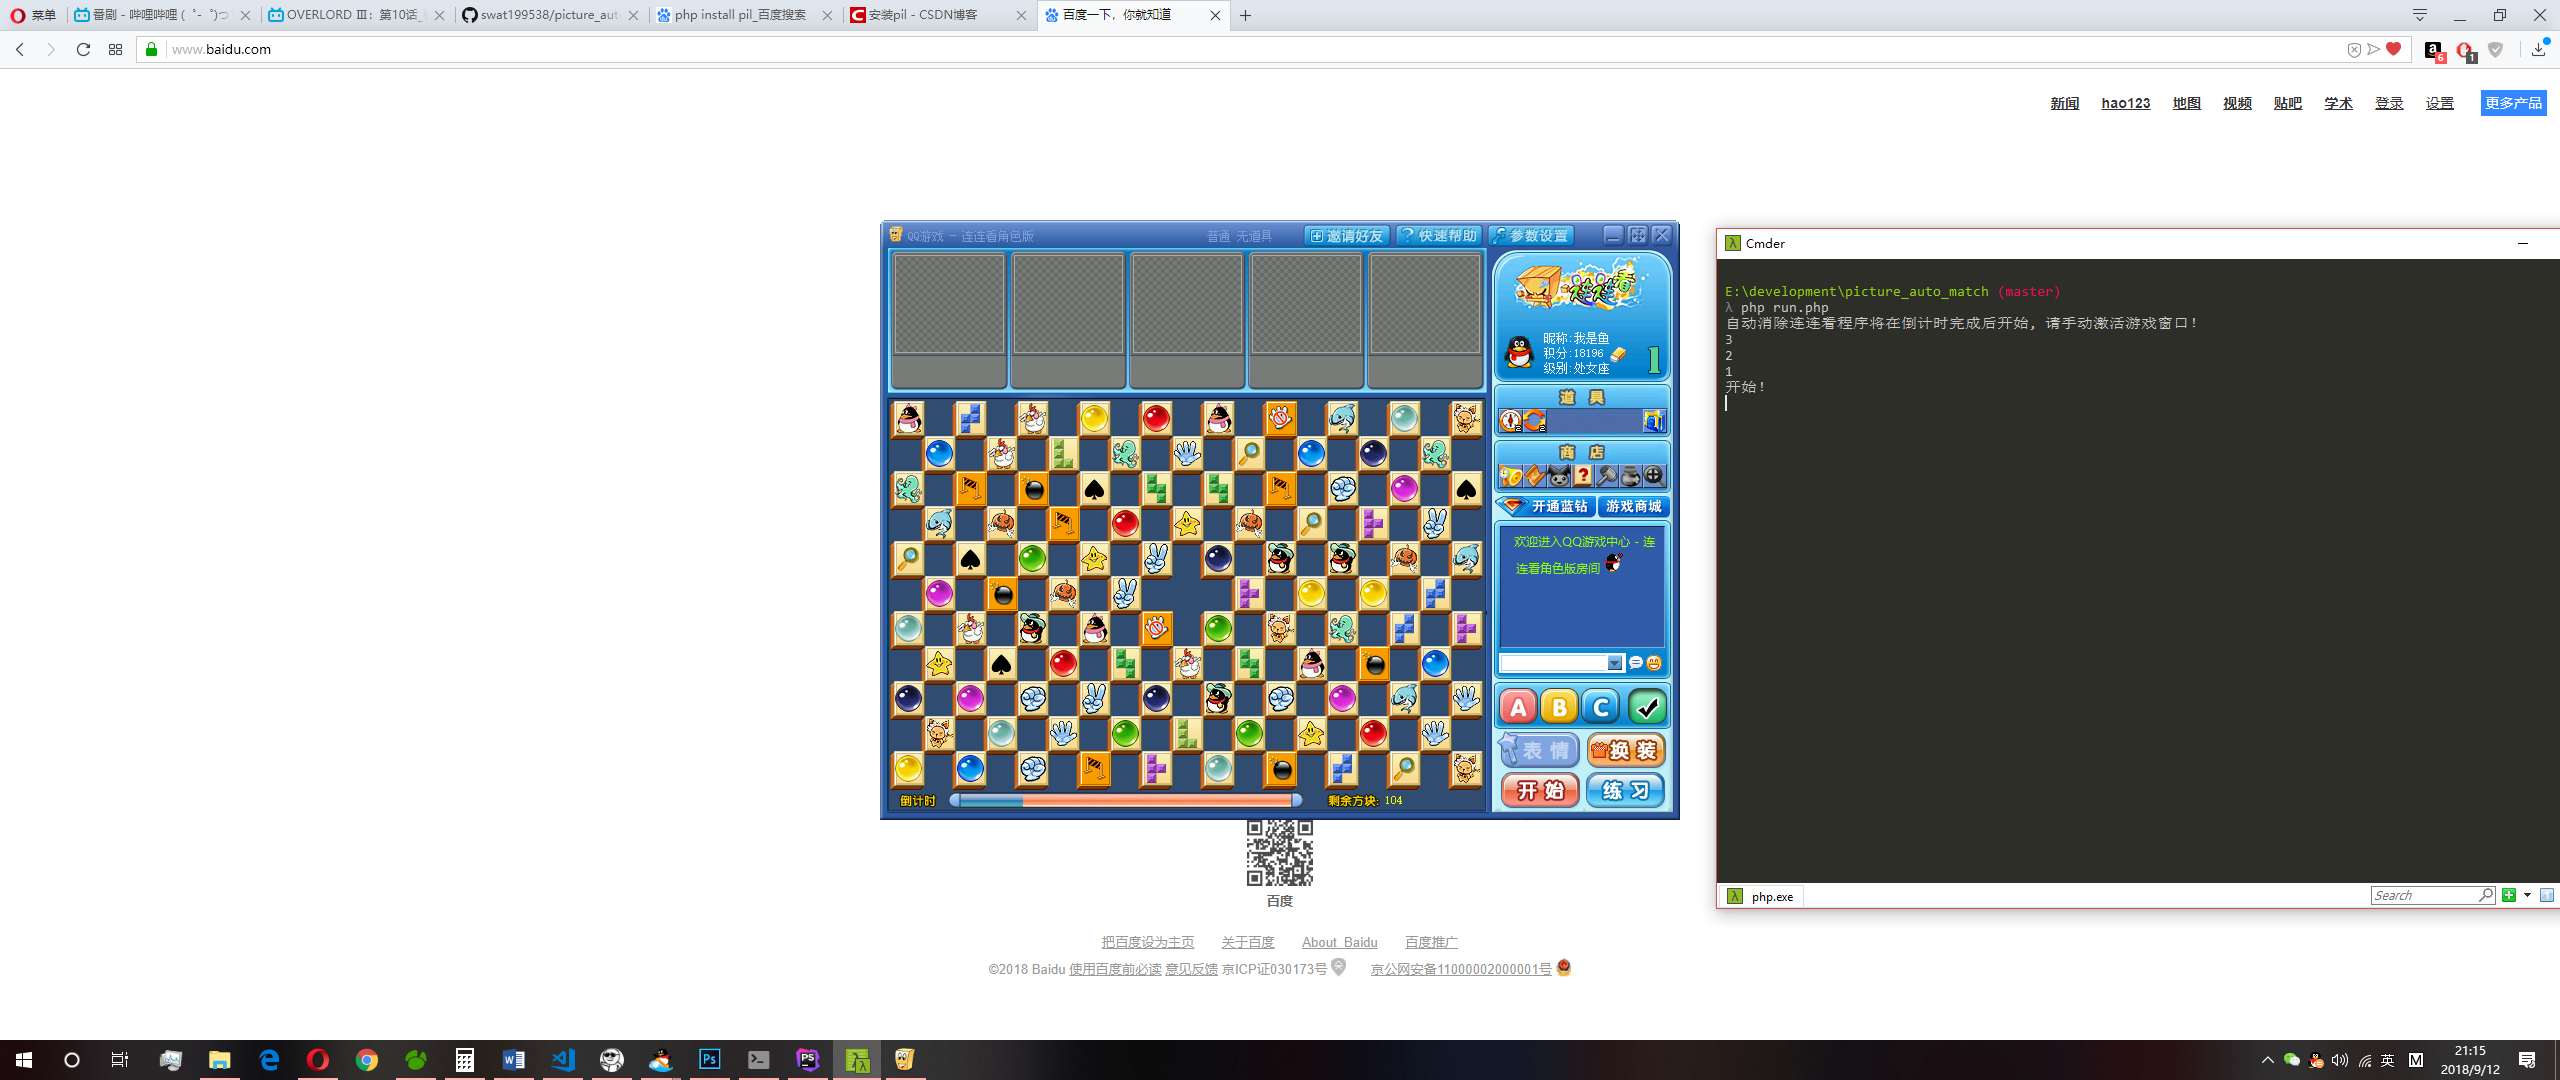 菜单
番剧 - 哔哩哔哩 ( ゜- ゜)つ
OVERLORD Ⅲ：第10话_
swat199538/picture_aut
php install pil_百度搜索
安装pil - CSDN博客
百度一下，你就知道
www.baidu.com
6
1
新闻
hao123
地图
视频
贴吧
学术
登录
设置
更多产品
QQ游戏 - 连连看角色版
普通 无道具
邀请好友
快速帮助
参数设置
连连看
昵称:我是鱼
积分:18196
级别:处女座
1
道 具
2
2
商 店
开通蓝钻
游戏商城
欢迎进入QQ游戏中心 - 连
连看角色版房间
A
B
C
表 情
换 装
开 始
练 习
倒计时
剩余方块: 104
Cmder
E:\development\picture_auto_match (master)
λ php run.php
自动消除连连看程序将在倒计时完成后开始, 请手动激活游戏窗口!
3
2
1
开始!
php.exe
Search
百度
把百度设为主页
关于百度
About Baidu
百度推广
©2018 Baidu 使用百度前必读 意见反馈 京ICP证030173号
京公网安备11000002000001号
英
M
21:15
2018/9/12